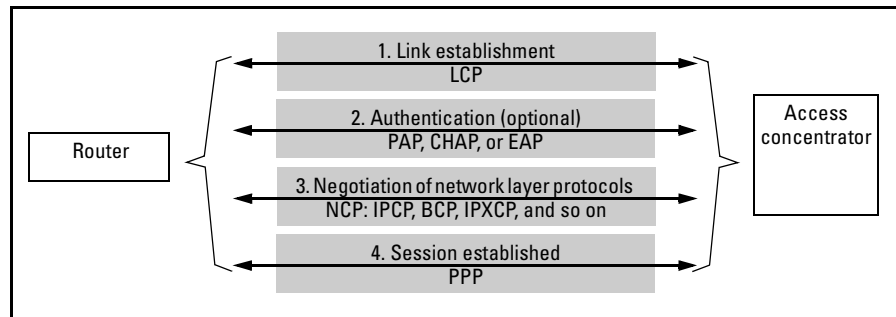 1. Link establishment
LCP
2. Authentication (optional)
PAP, CHAP, or EAP
Router
Access
concentrator
3. Negotiation of network layer protocols
NCP: IPCP, BCP, IPXCP, and so on
4. Session established
PPP